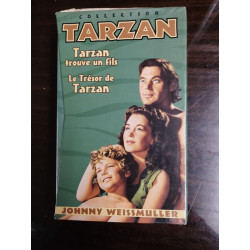 COLLECTION
TARZAN
Tarzan
trouve un fils
Le Trésor de
Tarzan
JOHNNY WEISSMULLER